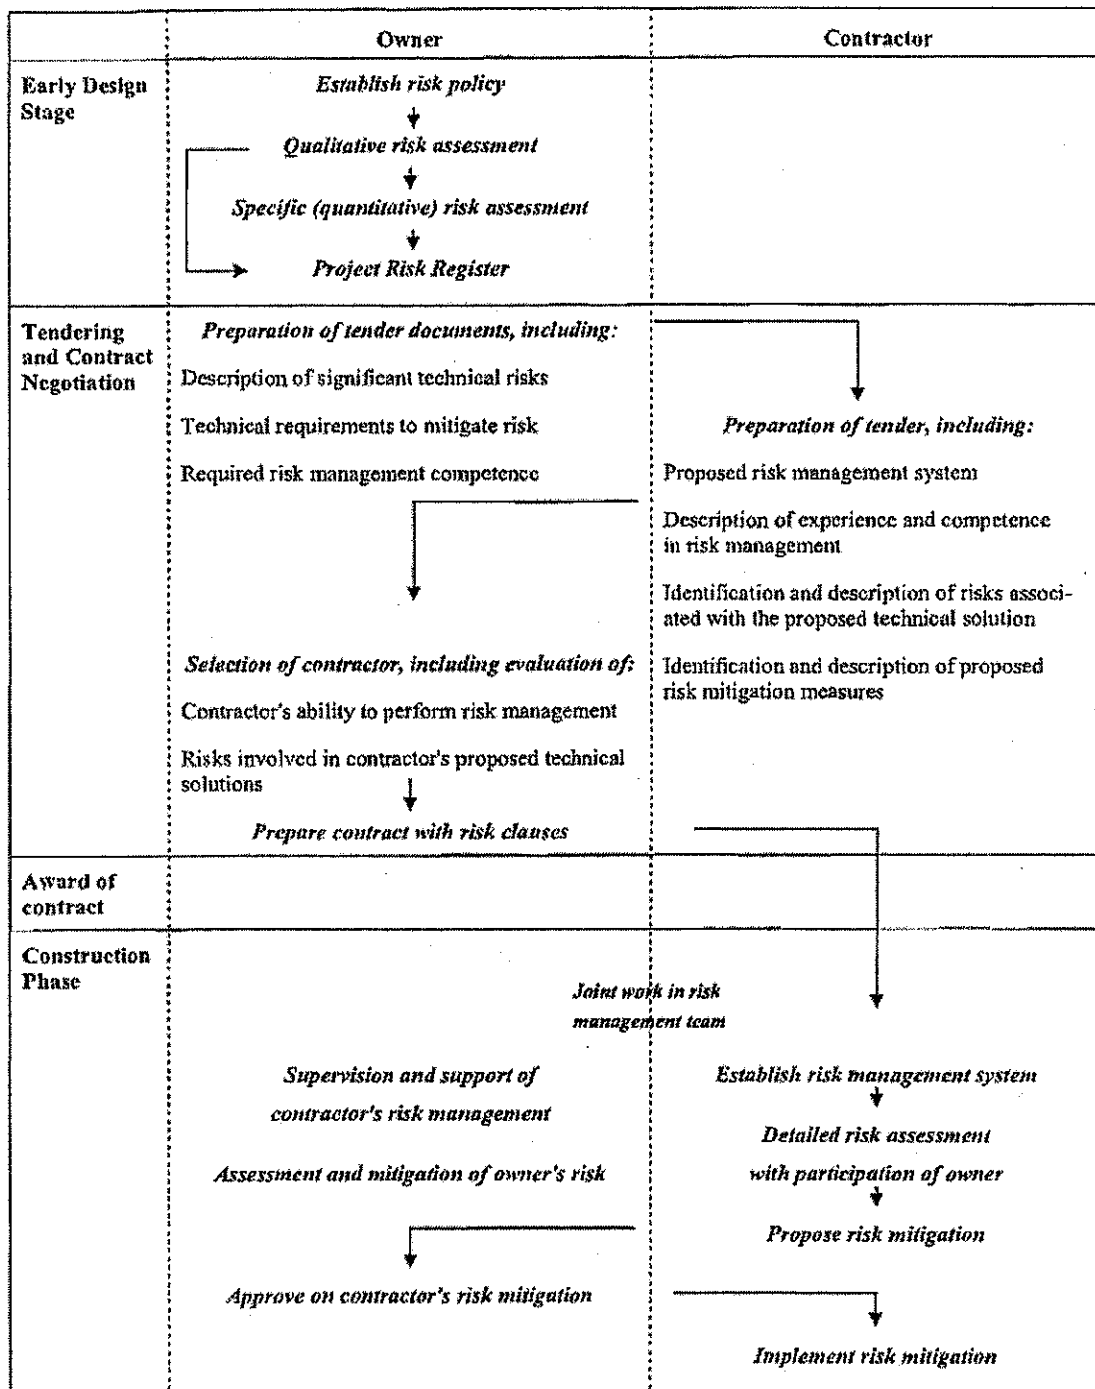 Owner
Contractor
Early Design
Stage
Establish risk policy
Qualitative risk assessment
Specific (quantitative) risk assessment
Project Risk Register
Tendering
and Contract
Negotiation
Preparation of tender documents, including:
Description of significant technical risks
Technical requirements to mitigate risk
Required risk management competence
Preparation of tender, including:
Proposed risk management system
Description of experience and competence
in risk management
Identification and description of risks associ-
ated with the proposed technical solution
Identification and description of proposed
risk mitigation measures
Selection of contractor, including evaluation of:
Contractor's ability to perform risk management
Risks involved in contractor's proposed technical
solutions
Prepare contract with risk clauses
Award of
contract
Construction
Phase
Joint work in risk
management team
Supervision and support of
contractor's risk management
Assessment and mitigation of owner's risk
Establish risk management system
Detailed risk assessment
with participation of owner
Propose risk mitigation
Approve on contractor's risk mitigation
Implement risk mitigation